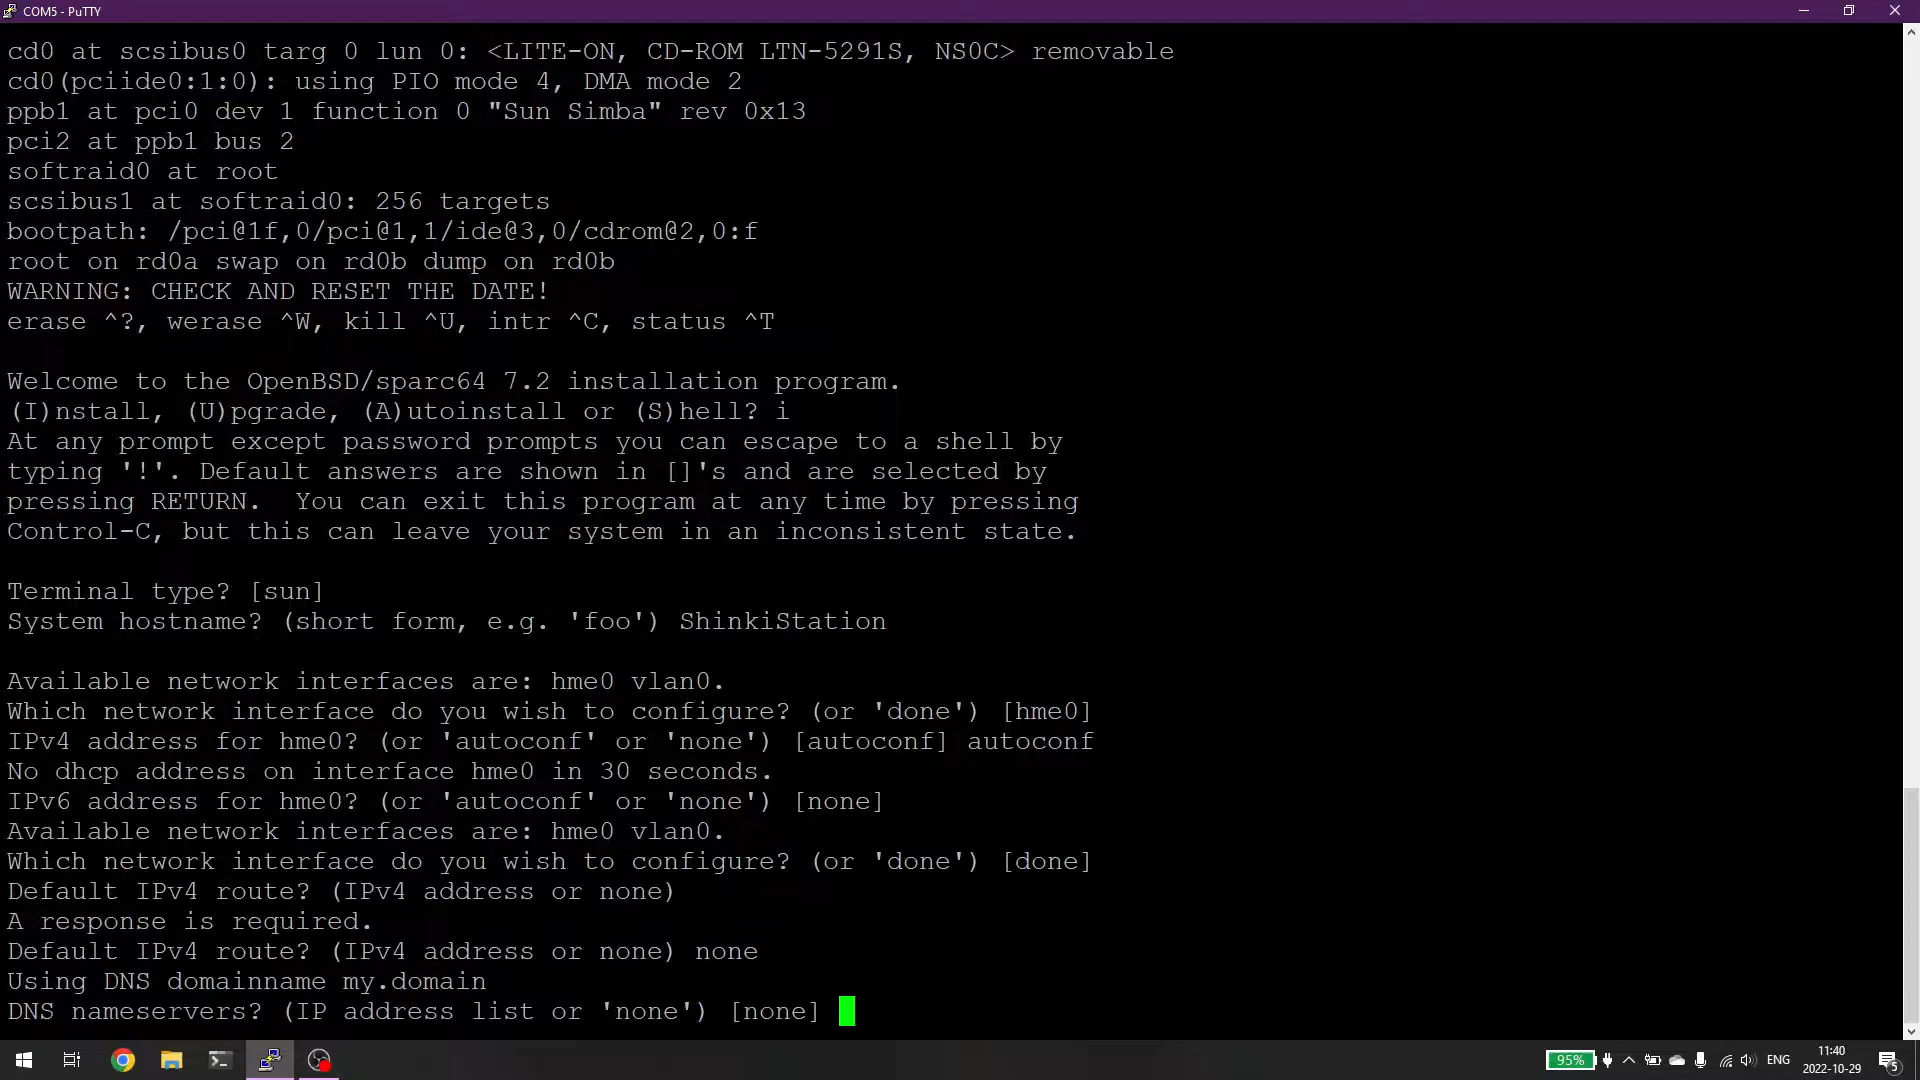 COM5 - PuTTY
cd0 at scsibus0 targ 0 lun 0: <LITE-ON, CD-ROM LTN-5291S, NS0C> removable
cd0(pciide0:1:0): using PIO mode 4, DMA mode 2
ppb1 at pci0 dev 1 function 0 "Sun Simba" rev 0x13
pci2 at ppb1 bus 2
softraid0 at root
scsibus1 at softraid0: 256 targets
bootpath: /pci@1f,0/pci@1,1/ide@3,0/cdrom@2,0:f
root on rd0a swap on rd0b dump on rd0b
WARNING: CHECK AND RESET THE DATE!
erase ^?, werase ^W, kill ^U, intr ^C, status ^T
Welcome to the OpenBSD/sparc64 7.2 installation program.
(I)nstall, (U)pgrade, (A)utoinstall or (S)hell? i
At any prompt except password prompts you can escape to a shell by
typing '!'. Default answers are shown in []'s and are selected by
pressing RETURN.  You can exit this program at any time by pressing
Control-C, but this can leave your system in an inconsistent state.
Terminal type? [sun]
System hostname? (short form, e.g. 'foo') ShinkiStation
Available network interfaces are: hme0 vlan0.
Which network interface do you wish to configure? (or 'done') [hme0]
IPv4 address for hme0? (or 'autoconf' or 'none') [autoconf] autoconf
No dhcp address on interface hme0 in 30 seconds.
IPv6 address for hme0? (or 'autoconf' or 'none') [none]
Available network interfaces are: hme0 vlan0.
Which network interface do you wish to configure? (or 'done') [done]
Default IPv4 route? (IPv4 address or none)
A response is required.
Default IPv4 route? (IPv4 address or none) none
Using DNS domainname my.domain
DNS nameservers? (IP address list or 'none') [none]
95%
ENG
11:40
2022-10-29
5